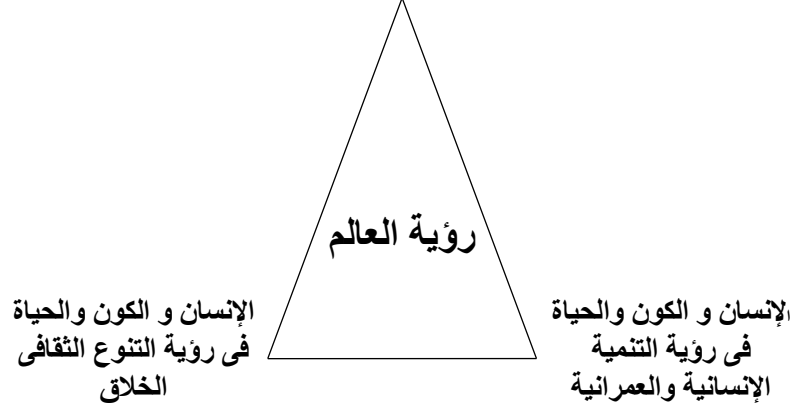 رؤية العالم
الإنسان و الكون والحياة
فى رؤية التنمية
الإنسانية والعمرانية
الإنسان و الكون والحياة
فى رؤية التنوع الثقافى
الخلاق